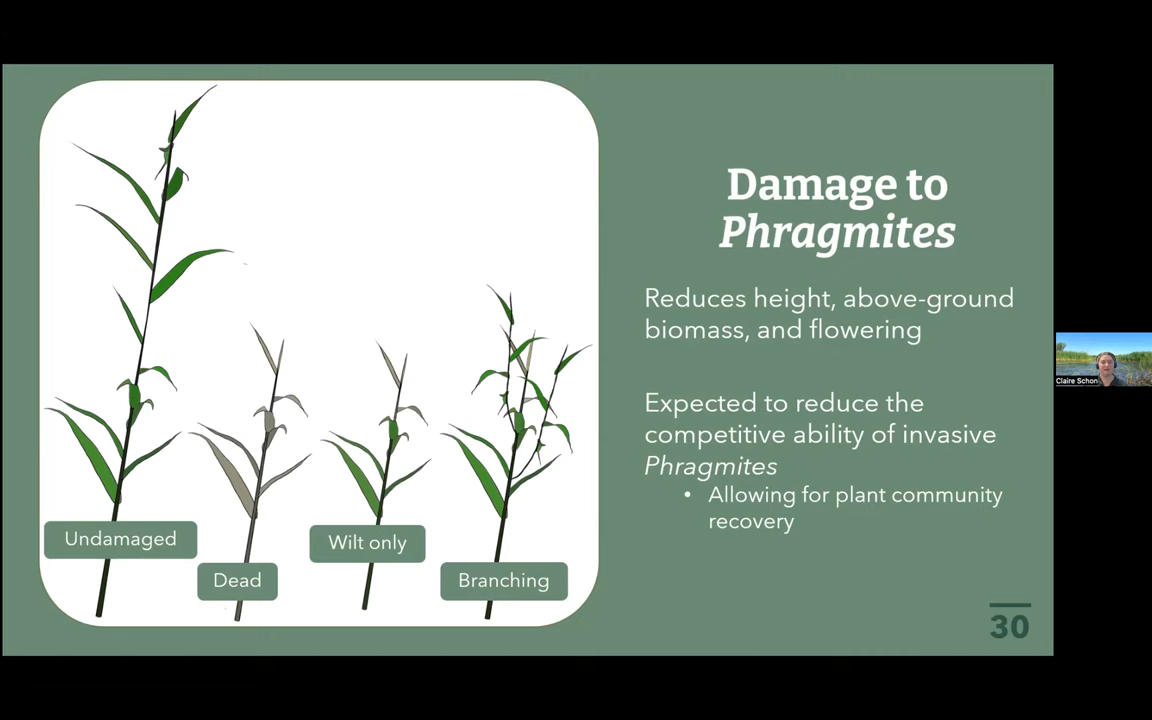 Damage to
Phragmites
Reduces height, above-ground
biomass, and flowering
Expected to reduce the
competitive ability of invasive
Phragmites
• Allowing for plant community
recovery
Undamaged
Dead
Wilt only
Branching
30
Claire Schon